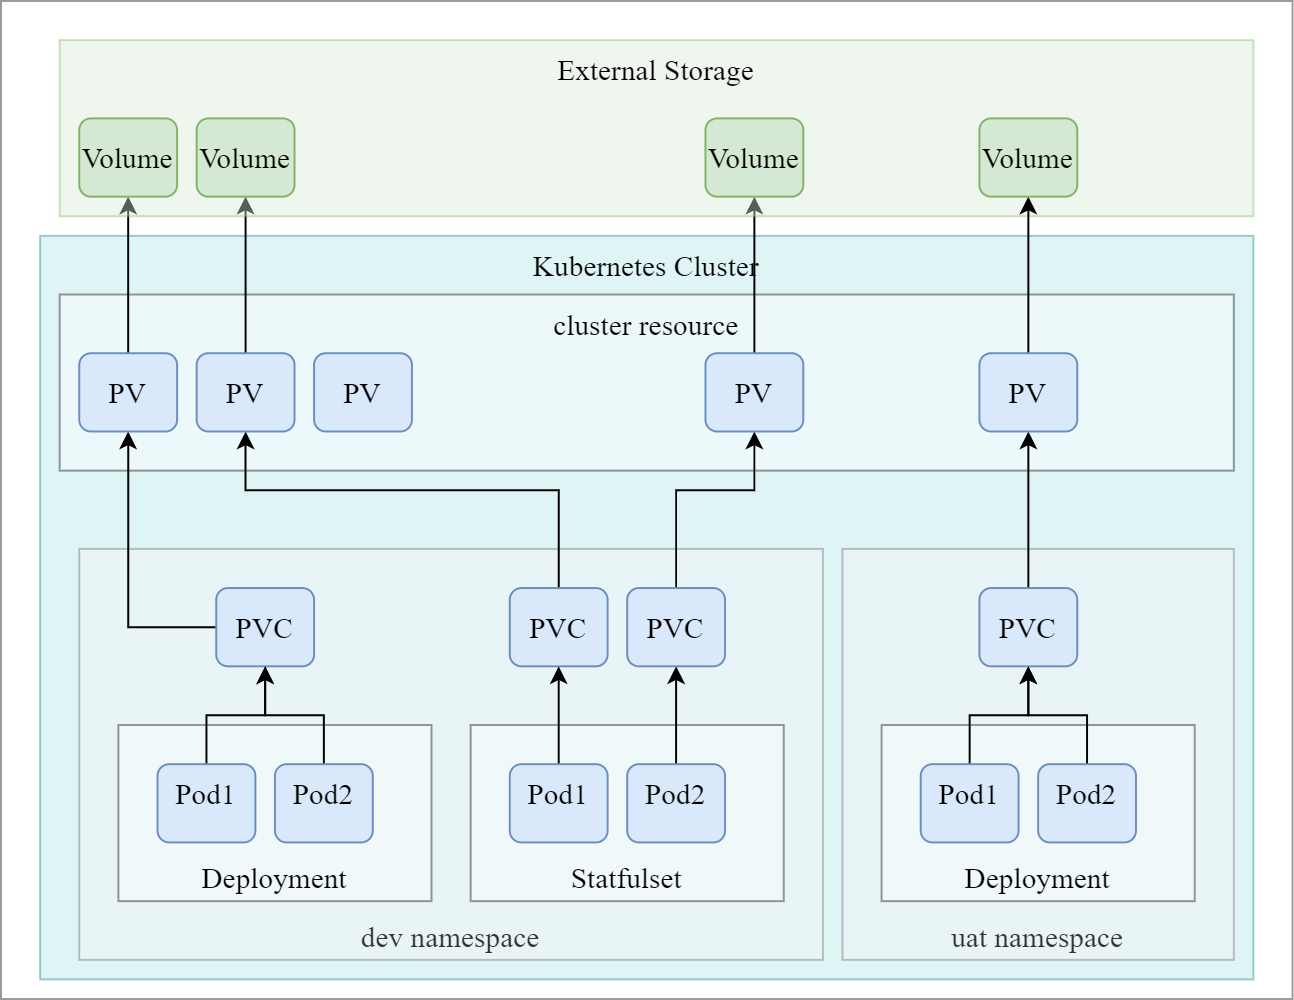 External Storage
Volume Volume Volume Volume
Kubernetes Cluster
cluster resource
PV PV PV PV PV
PVC PVC PVC PVC
Pod1 Pod2 Pod1 Pod2 Pod1 Pod2
Deployment Statfulset Deployment
dev namespace uat namespace